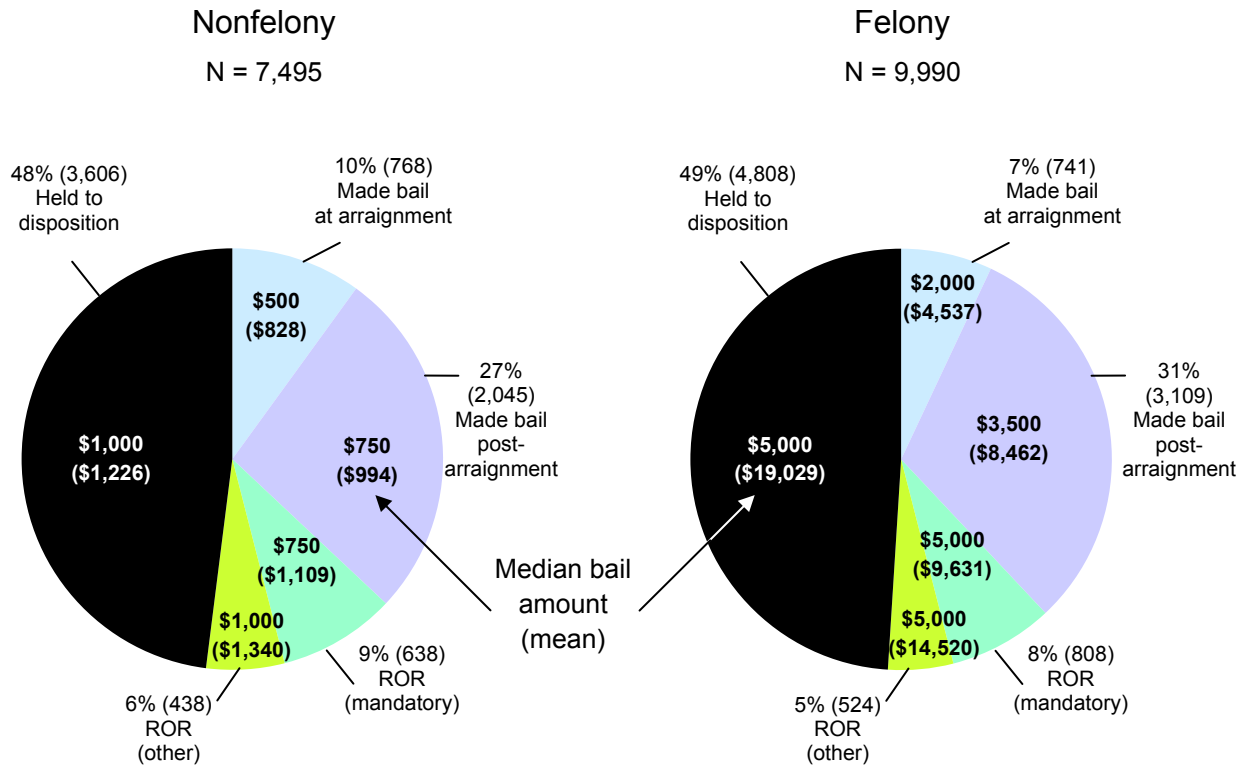 Nonfelony
N = 7,495
48% (3,606)
Held to
disposition
10% (768)
Made bail
at arraignment
$500
($828)
27%
(2,045)
Made bail
post-
arraignment
$750
($994)
$1,000
($1,226)
$750
($1,109)
$1,000
($1,340)
9% (638)
ROR
(mandatory)
6% (438)
ROR
(other)
Median bail
amount
(mean)
Felony
N = 9,990
49% (4,808)
Held to
disposition
7% (741)
Made bail
at arraignment
$2,000
($4,537)
31%
(3,109)
Made bail
post-
arraignment
$3,500
($8,462)
$5,000
($19,029)
$5,000
($9,631)
$5,000
($14,520)
8% (808)
ROR
(mandatory)
5% (524)
ROR
(other)